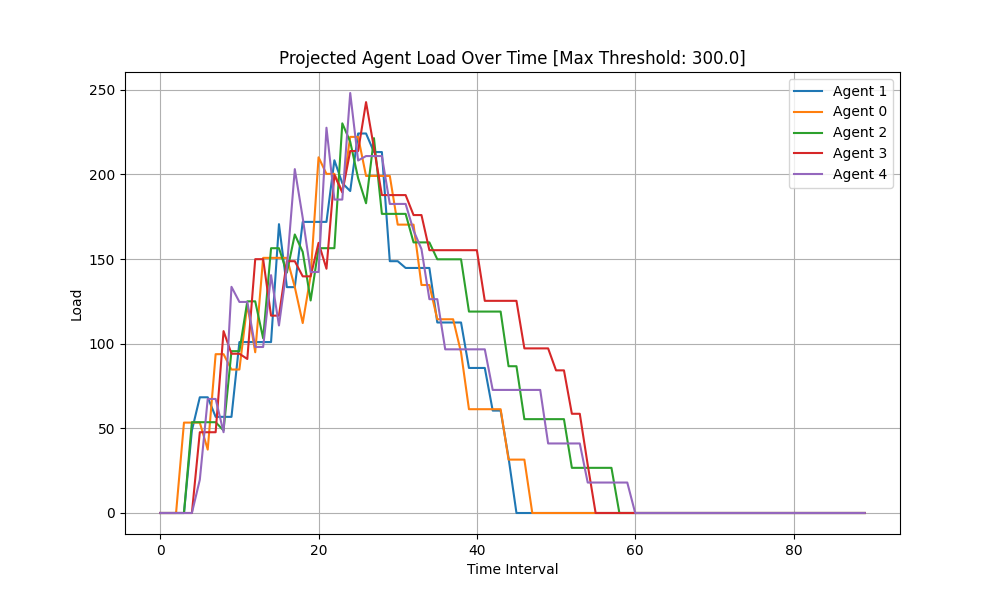 Projected Agent Load Over Time [Max Threshold: 300.0]
Load
250
200
150
100
50
0
Agent 1
Agent 0
Agent 2
Agent 3
Agent 4
0 20 40 60 80
Time Interval